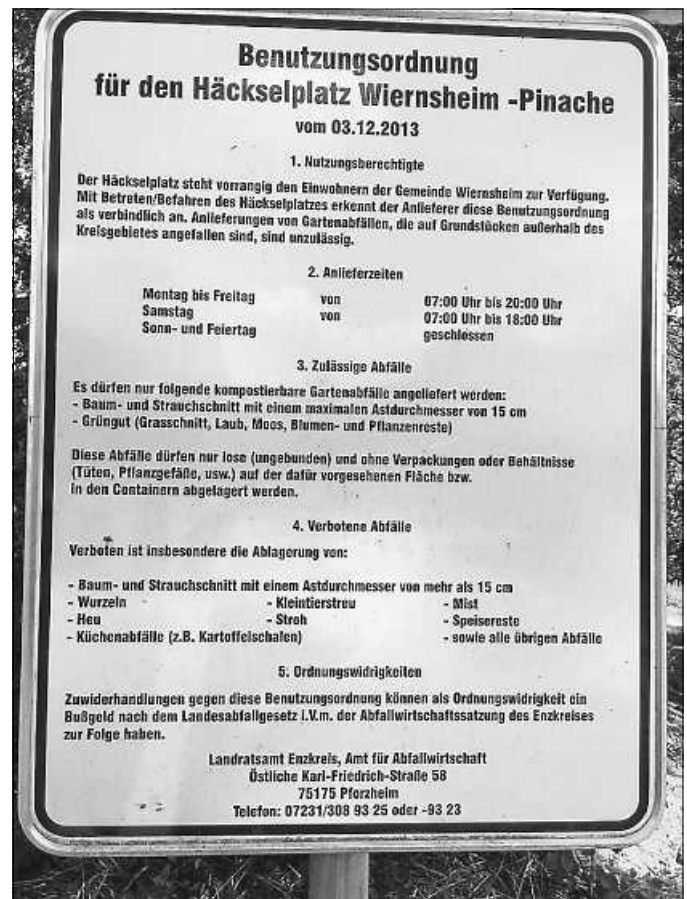 Benutzungsordnung
für den Häckselplatz Wiernsheim -Pinache
vom 03.12.2013
1. Nutzungsberechtigte
Der Häckselplatz steht vorrangig den Einwohnern der Gemeinde Wiernsheim zur Verfügung.
Mit Betreten/Befahren des Häckselplatzes erkennt der Anlieferer diese Benutzungsordnung
als verbindlich an. Anlieferungen von Gartenabfällen, die auf Grundstücken außerhalb des
Kreisgebietes angefallen sind, sind unzulässig.
2. Anlieferzeiten
Montag bis Freitag von 07:00 Uhr bis 20:00 Uhr
Samstag von 07:00 Uhr bis 18:00 Uhr
Sonn- und Feiertag geschlossen
3. Zulässige Abfälle
Es dürfen nur folgende kompostierbare Gartenabfälle angeliefert werden:
- Baum- und Strauchschnitt mit einem maximalen Astdurchmesser von 15 cm
- Grüngut (Grasschnitt, Laub, Moos, Blumen- und Pflanzenreste)
Diese Abfälle dürfen nur lose (ungebunden) und ohne Verpackungen oder Behältnisse
(Tüten, Pflanzgefäße, usw.) auf der dafür vorgesehenen Fläche bzw.
in den Containern abgelagert werden.
4. Verbotene Abfälle
Verboten ist insbesondere die Ablagerung von:
- Baum- und Strauchschnitt mit einem Astdurchmesser von mehr als 15 cm
- Wurzeln - Kleintierstreu - Mist
- Heu - Stroh - Speisereste
- Küchenabfälle (z.B. Kartoffelschalen) - sowie alle übrigen Abfälle
5. Ordnungswidrigkeiten
Zuwiderhandlungen gegen diese Benutzungsordnung können als Ordnungswidrigkeit ein
Bußgeld nach dem Landesabfallgesetz i.V.m. der Abfallwirtschaftssatzung des Enzkreises
zur Folge haben.
Landratsamt Enzkreis, Amt für Abfallwirtschaft
Östliche Karl-Friedrich-Straße 58
75175 Pforzheim
Telefon: 07231/308 93 25 oder -93 23